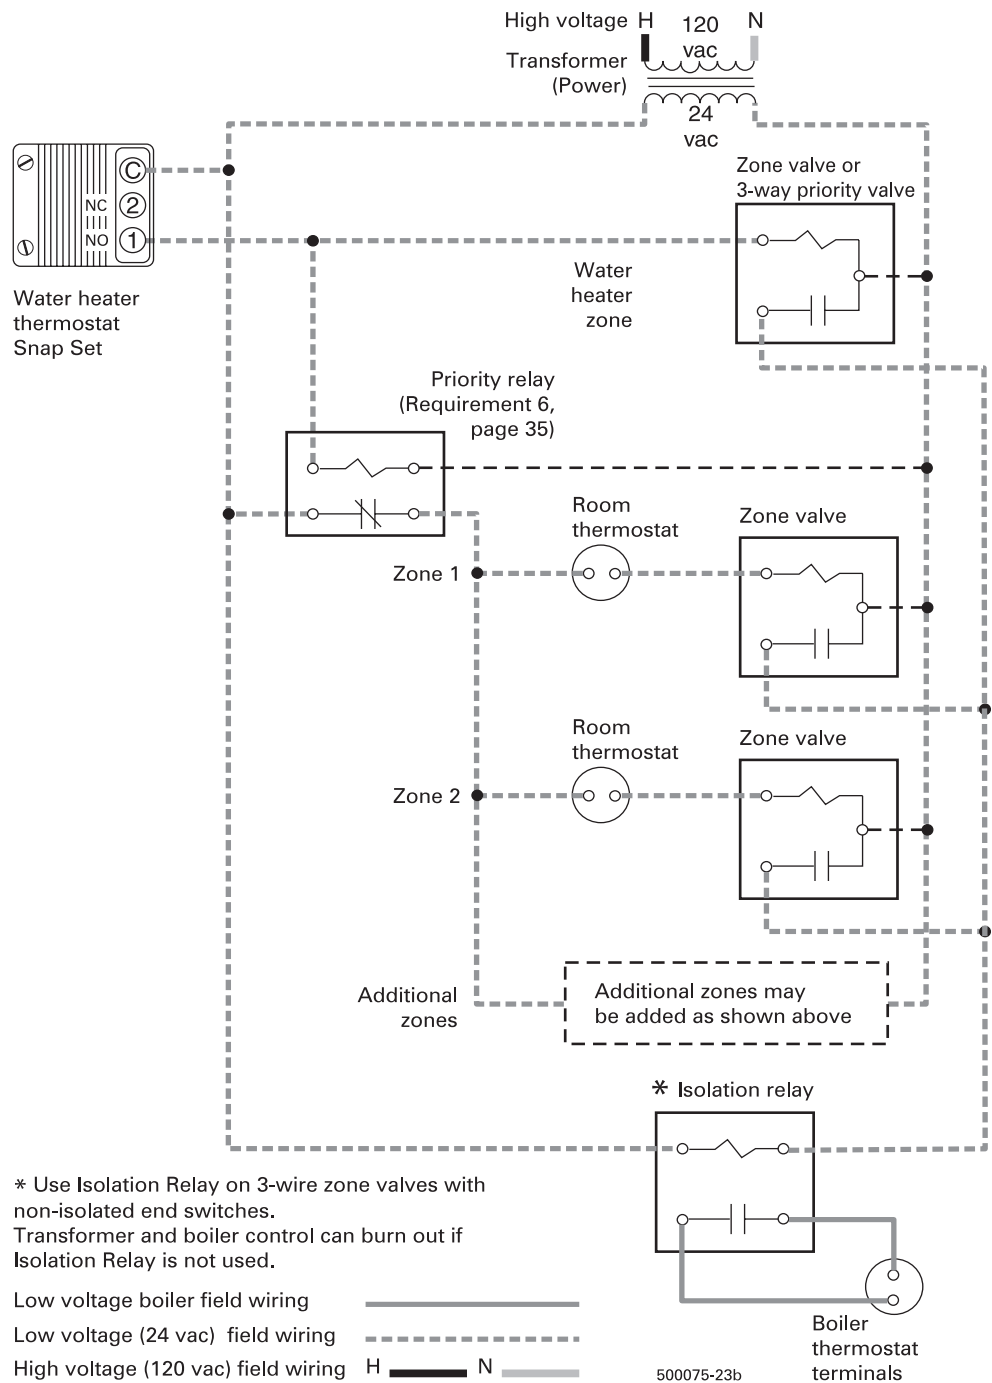 High voltage H 120 vac N
Transformer
(Power)
24
vac
C
NC 2
NO 1
Water heater
thermostat
Snap Set
Zone valve or
3-way priority valve
Water
heater
zone
Priority relay
(Requirement 6,
page 35)
Room
thermostat
Zone valve
Zone 1
Room
thermostat
Zone valve
Zone 2
Additional
zones
Additional zones may
be added as shown above
* Isolation relay
* Use Isolation Relay on 3-wire zone valves with
non-isolated end switches.
Transformer and boiler control can burn out if
Isolation Relay is not used.
Low voltage boiler field wiring
Low voltage (24 vac) field wiring
High voltage (120 vac) field wiring H N
500075-23b
Boiler
thermostat
terminals